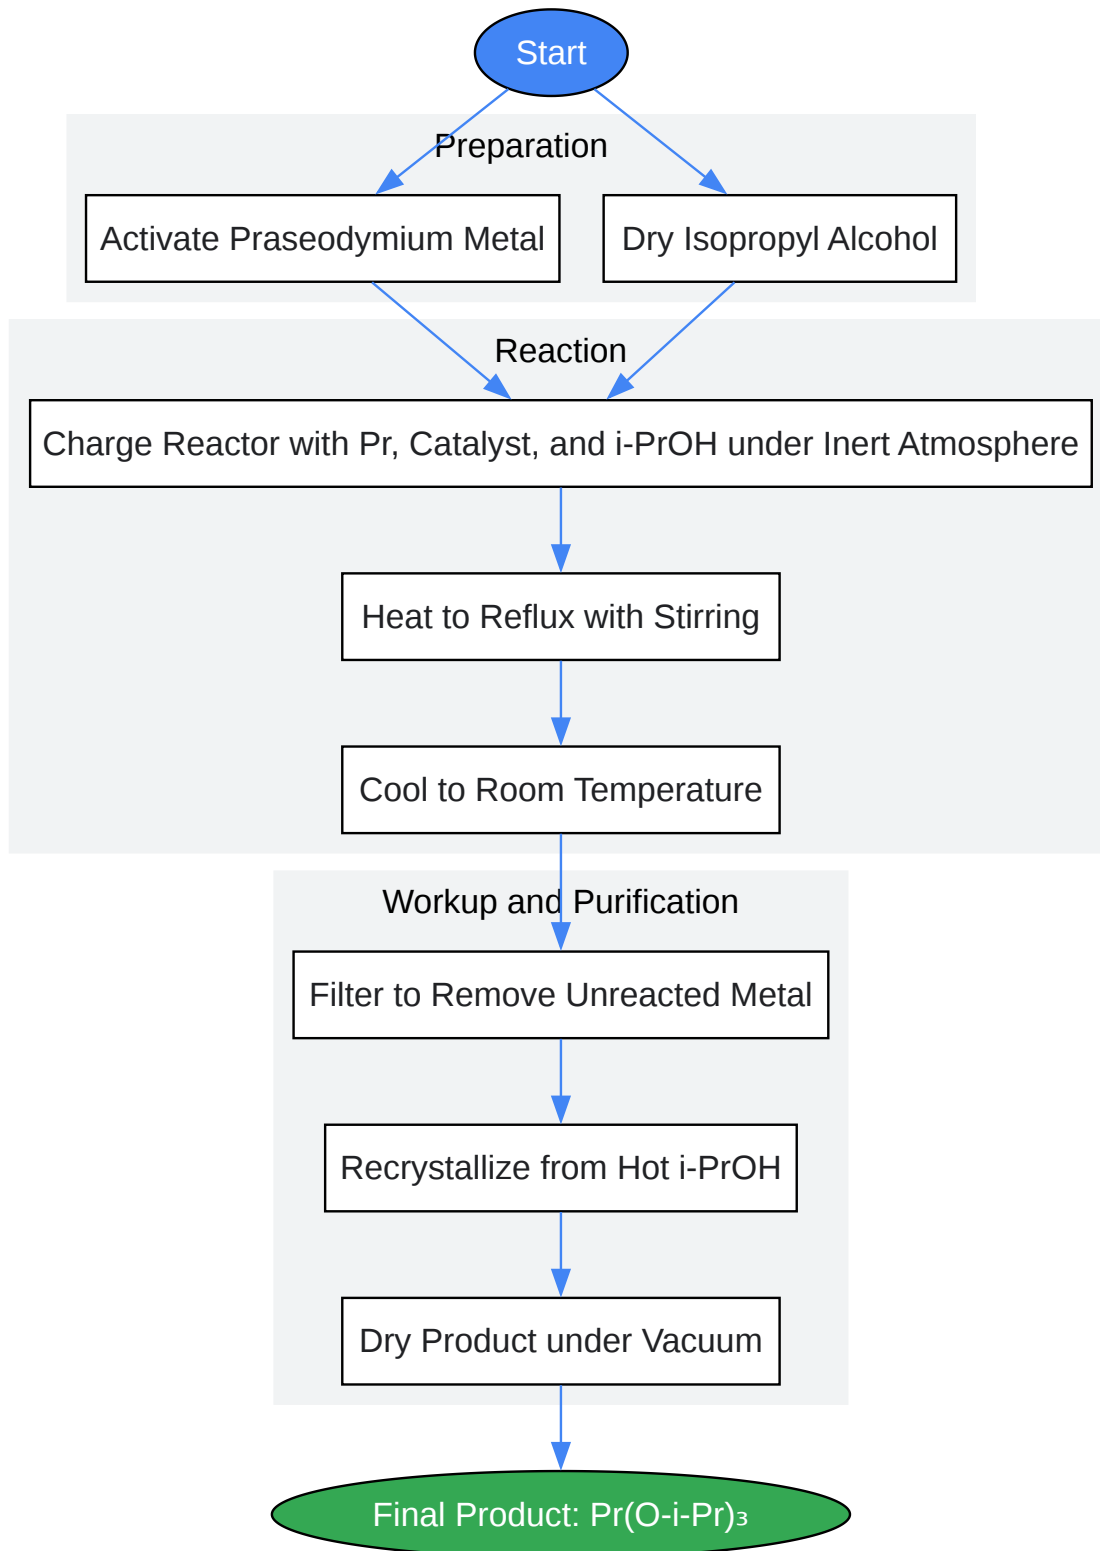 Start
Preparation
Activate Praseodymium Metal
Dry Isopropyl Alcohol
Reaction
Charge Reactor with Pr, Catalyst, and i-PrOH under Inert Atmosphere
Heat to Reflux with Stirring
Cool to Room Temperature
Workup and Purification
Filter to Remove Unreacted Metal
Recrystallize from Hot i-PrOH
Dry Product under Vacuum
Final Product: Pr(O-i-Pr)₃